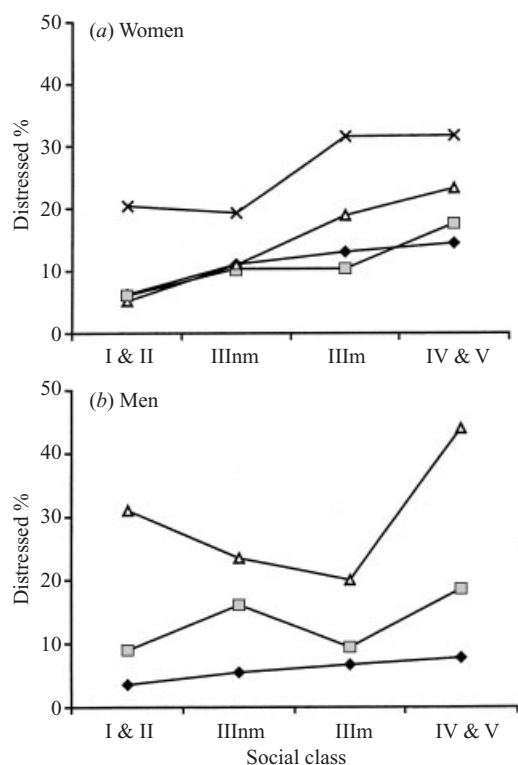 (a) Women
50
40
30
20
10
0
Distressed %
I & II IIInm IIIm IV & V
(b) Men
50
40
30
20
10
0
Distressed %
I & II IIInm IIIm IV & V
Social class